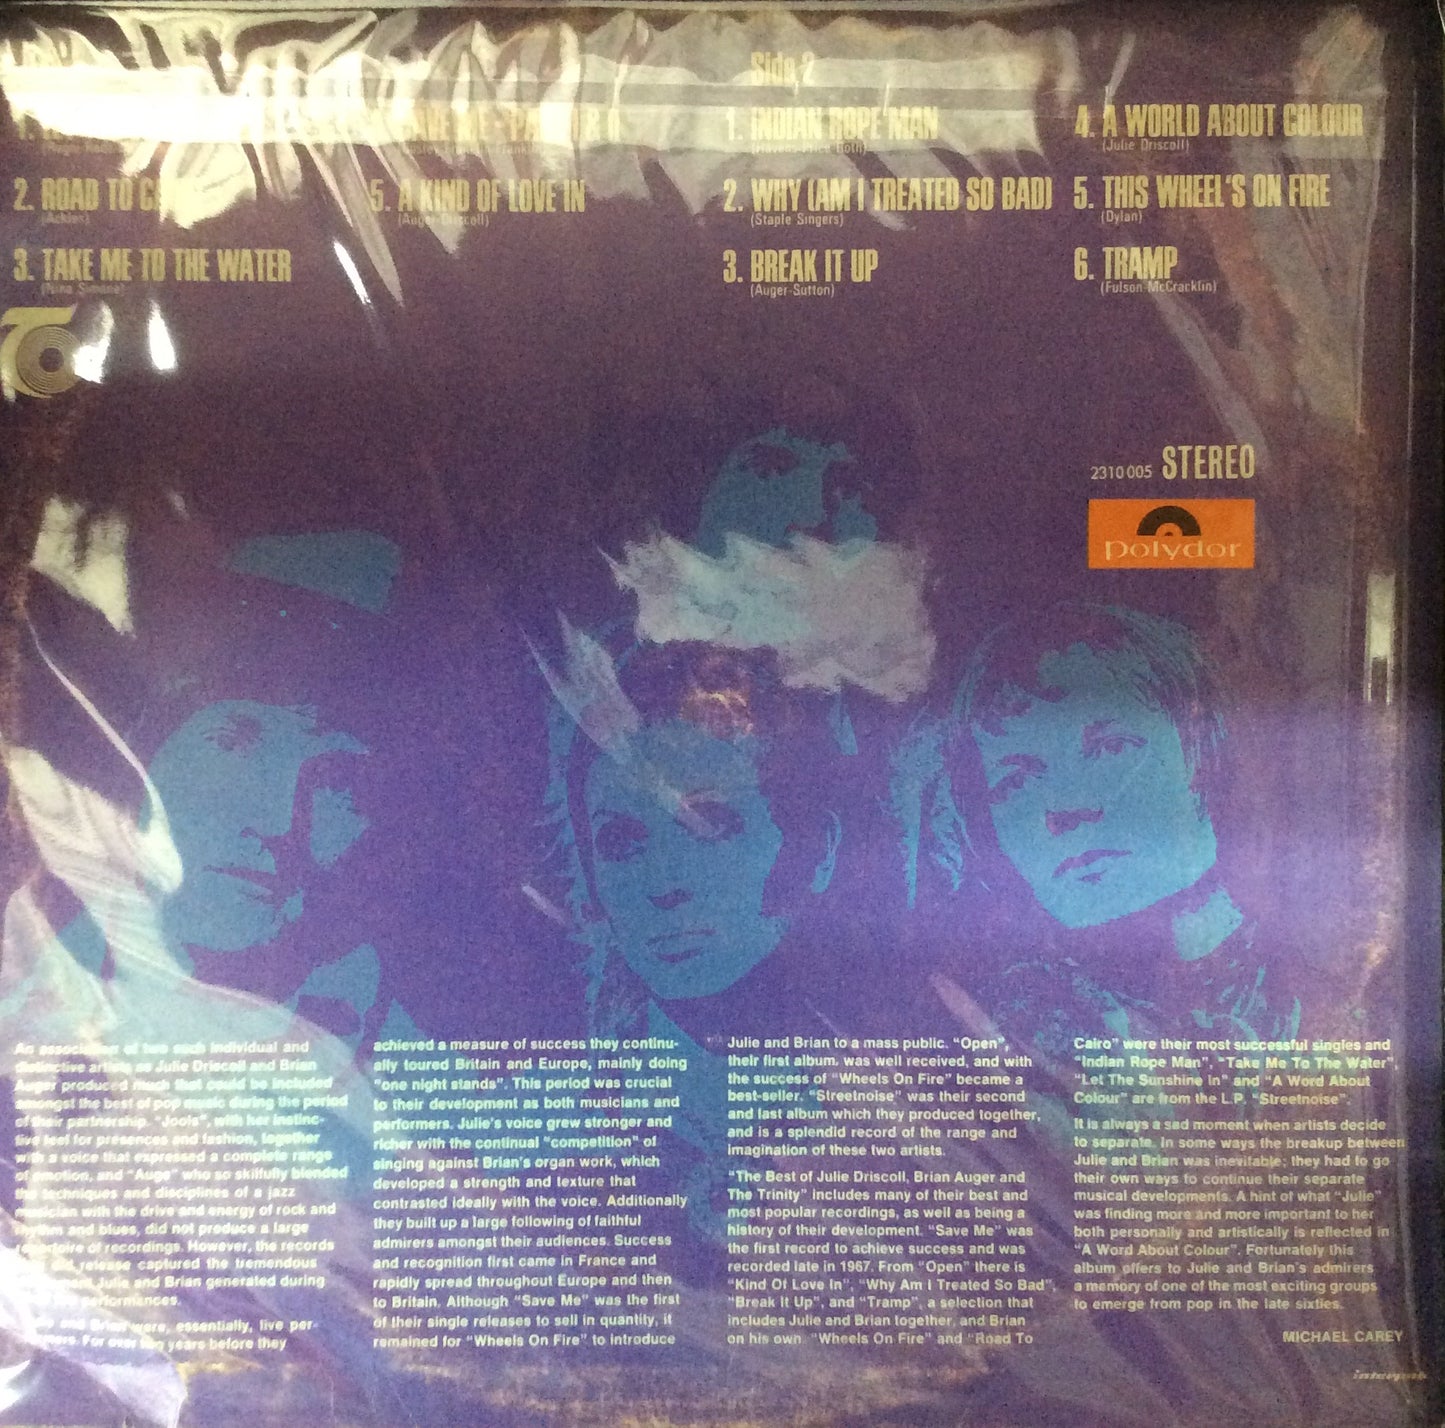 Side 2
2. ROAD TO
(Ackles)
3. TAKE ME TO THE WATER
(Nina Simone)
5. A KIND OF LOVE IN
(Auger-Driscoll)
1. INDIAN ROPE MAN
2. WHY (AM I TREATED SO BAD)
(Staple Singers)
3. BREAK IT UP
(Auger-Sutton)
4. A WORLD ABOUT COLOUR
(Julie Driscoll)
5. THIS WHEEL'S ON FIRE
(Dylan)
6. TRAMP
(Fulson-McCracklin)
2310 005 STEREO
polydor
An association of two such individual and
distinctive artists as Julie Driscoll and Brian
Auger produced much that could be included
amongst the best of pop music during the period
of their partnership. "Jools", with her instinc-
tive feel for presences and fashion, together
with a voice that expressed a complete range
of emotion, and "Auge" who so skilfully blended
the techniques and disciplines of a jazz
musician with the drive and energy of rock and
rhythm and blues, did not produce a large
repertoire of recordings. However, the records
did release captured the tremendous
Julie and Brian generated during
performances.
and Brian were, essentially, live per-
For over two years before they
achieved a measure of success they continu-
ally toured Britain and Europe, mainly doing
"one night stands". This period was crucial
to their development as both musicians and
performers. Julie's voice grew stronger and
richer with the continual "competition" of
singing against Brian's organ work, which
developed a strength and texture that
contrasted ideally with the voice. Additionally
they built up a large following of faithful
admirers amongst their audiences. Success
and recognition first came in France and
rapidly spread throughout Europe and then
to Britain. Although "Save Me" was the first
of their single releases to sell in quantity, it
remained for "Wheels On Fire" to introduce
Julie and Brian to a mass public. "Open",
their first album, was well received, and with
the success of "Wheels On Fire" became a
best-seller. "Streetnoise" was their second
and last album which they produced together,
and is a splendid record of the range and
imagination of these two artists.
"The Best of Julie Driscoll, Brian Auger and
The Trinity" includes many of their best and
most popular recordings, as well as being a
history of their development. "Save Me" was
the first record to achieve success and was
recorded late in 1967. From "Open" there is
"Kind Of Love In", "Why Am I Treated So Bad",
"Break It Up", and "Tramp", a selection that
includes Julie and Brian together, and Brian
on his own "Wheels On Fire" and "Road To
Cairo" were their most successful singles and
"Indian Rope Man", "Take Me To The Water",
"Let The Sunshine In" and "A Word About
Colour" are from the L.P. "Streetnoise".
It is always a sad moment when artists decide
to separate. In some ways the breakup between
Julie and Brian was inevitable; they had to go
their own ways to continue their separate
musical developments. A hint of what "Julie"
was finding more and more important to her
both personally and artistically is reflected in
"A Word About Colour". Fortunately this
album offers to Julie and Brian's admirers
a memory of one of the most exciting groups
to emerge from pop in the late sixties.
MICHAEL CAREY